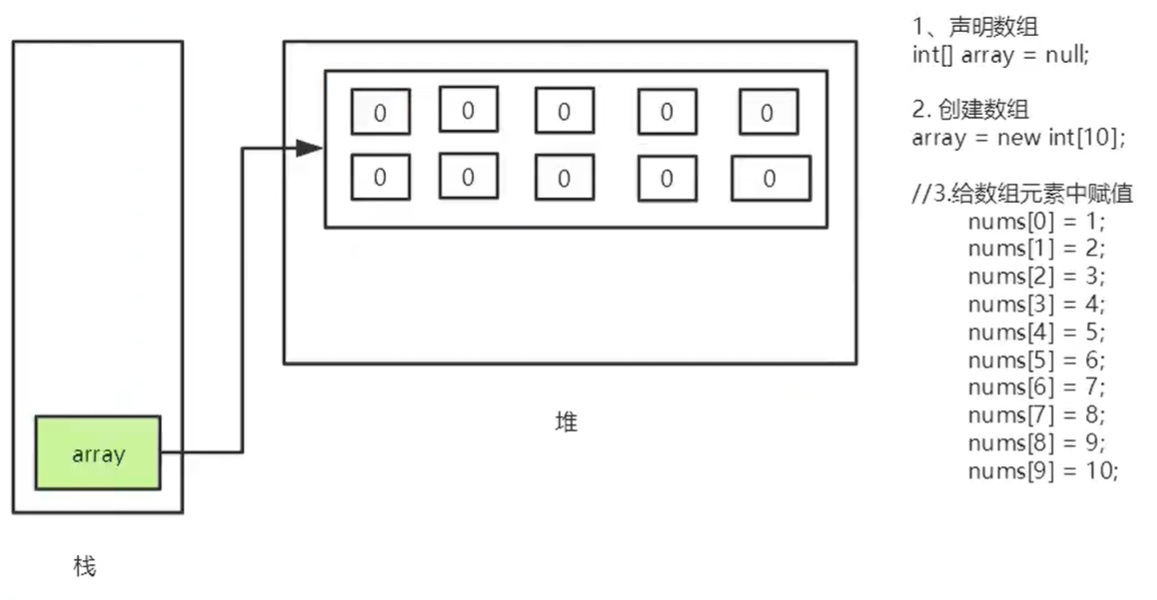 0 0 0 0 0
0 0 0 0 0
array
栈
堆
1、声明数组
int[] array = null;
2. 创建数组
array = new int[10];
//3.给数组元素中赋值
nums[0] = 1;
nums[1] = 2;
nums[2] = 3;
nums[3] = 4;
nums[4] = 5;
nums[5] = 6;
nums[6] = 7;
nums[7] = 8;
nums[8] = 9;
nums[9] = 10;